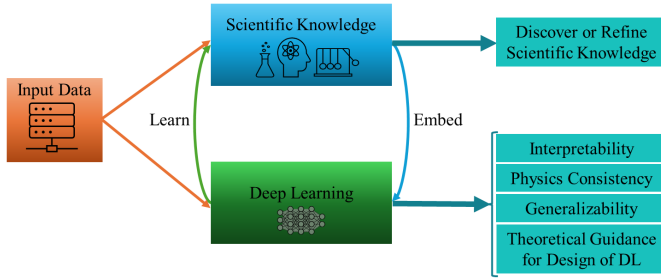 Scientific Knowledge
Discover or Refine
Scientific Knowledge
Input Data
Learn
Embed
Deep Learning
Interpretability
Physics Consistency
Generalizability
Theoretical Guidance
for Design of DL